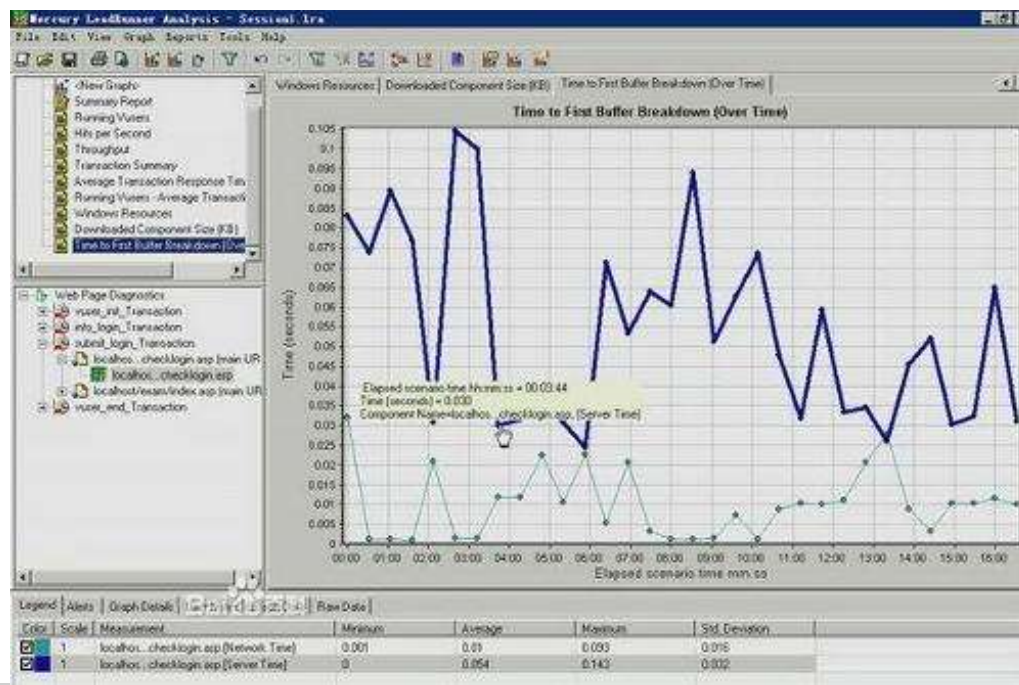 Mercury LoadRunner Analysis - Session1.lra
File Edit View Graph Reports Tools Help
<New Graph>
Summary Report
Running Vusers
Hits per Second
Throughput
Transaction Summary
Average Transaction Response Tim
Running Vusers - Average Transacti
Windows Resources
Downloaded Component Size (KB)
Time to First Buffer Breakdown (Ove
Web Page Diagnostics
vuser_init_Transaction
info_login_Transaction
submit_login_Transaction
localhos...checklogin.asp (main UR
localhos...checklogin.asp
localhost/exam/index.asp (main UR
vuser_end_Transaction
Windows Resources
Downloaded Component Size (KB)
Time to First Buffer Breakdown (Over Time)
Time to First Buffer Breakdown (Over Time)
Time (seconds)
0.105
0.1
0.095
0.09
0.085
0.08
0.075
0.07
0.065
0.06
0.055
0.05
0.045
0.04
0.035
0.03
0.025
0.02
0.015
0.01
0.005
0
Elapsed scenario time hh:mm:ss = 00:03:44
Time (seconds) = 0.030
Component Name=localhos...checklogin.asp, (Server Time)
00:00 01:00 02:00 03:00 04:00 05:00 06:00 07:00 08:00 09:00 10:00 11:00 12:00 13:00 14:00 15:00 16:00
Elapsed scenario time mm:ss
Legend Alerts Graph Details Raw Data
Color Scale Measurement Minimum Average Maximum Std. Deviation
1 localhos...checklogin.asp (Network Time) 0.001 0.01 0.093 0.016
1 localhos...checklogin.asp (Server Time) 0 0.054 0.143 0.032